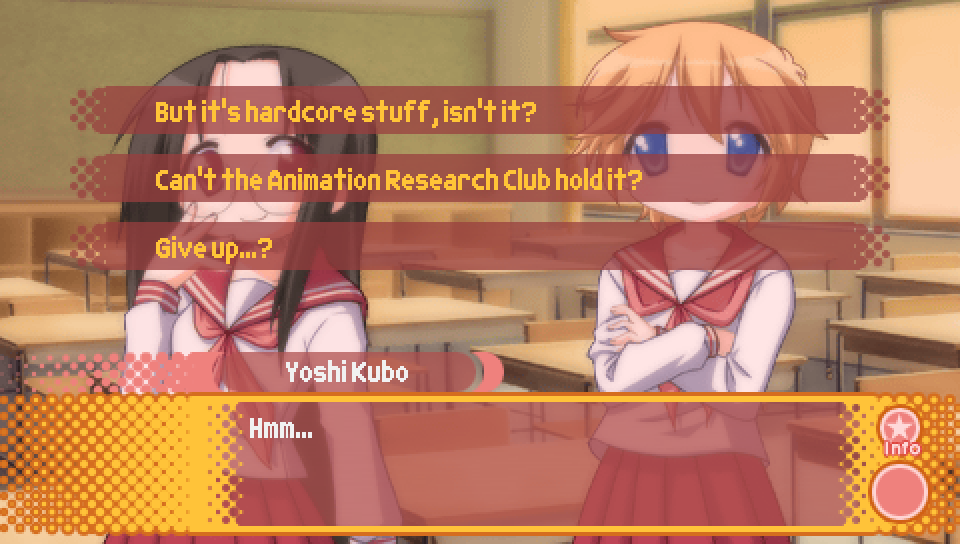 But it's hardcore stuff, isn't it?
Can't the Animation Research Club hold it?
Give up...?
Yoshi Kubo
Hmm...
Info